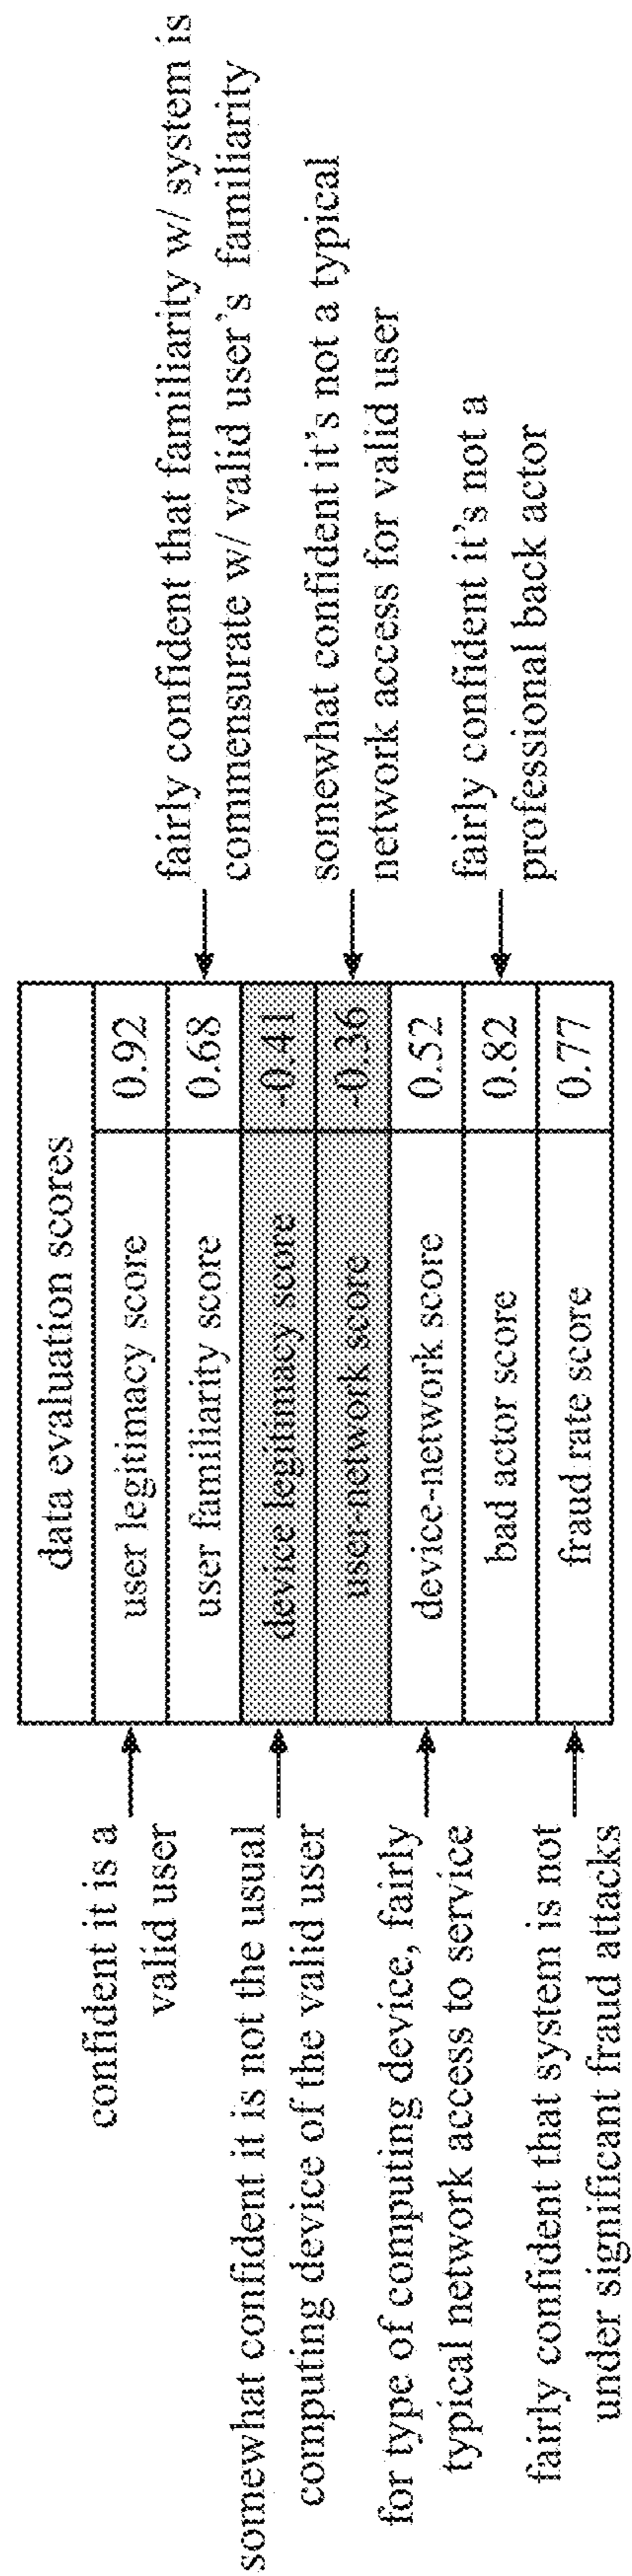 data evaluation scores
user legitimacy score 0.92
user familiarity score 0.68
device legitimacy score -0.41
user-network score -0.36
device-network score 0.52
bad actor score 0.82
fraud rate score 0.77
confident it is a
valid user
somewhat confident it is not the usual
computing device of the valid user
for type of computing device, fairly
typical network access to service
fairly confident that system is not
under significant fraud attacks
fairly confident that familiarity w/ system is
commensurate w/ valid user's familiarity
somewhat confident it's not a typical
network access for valid user
fairly confident it's not a
professional back actor